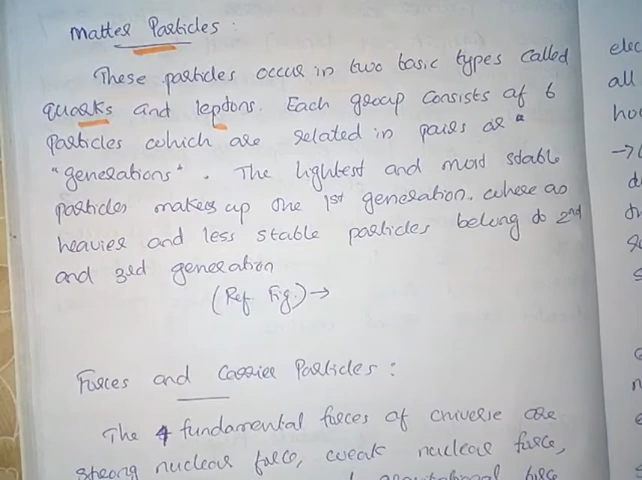 Matter Particles :
These particles occur in two basic types called
quarks and leptons. Each group consists of 6
particles which are related in pairs or "
"generations". The lightest and most stable
particles makes up the 1st generation. where as
heavier and less stable particles belong to 2nd
and 3rd generation
(Ref Fig.) →
Forces and Carrier Particles :
The 4 fundamental forces of universe are
strong nuclear force, weak nuclear force,
gravitational force
elec
all
ho